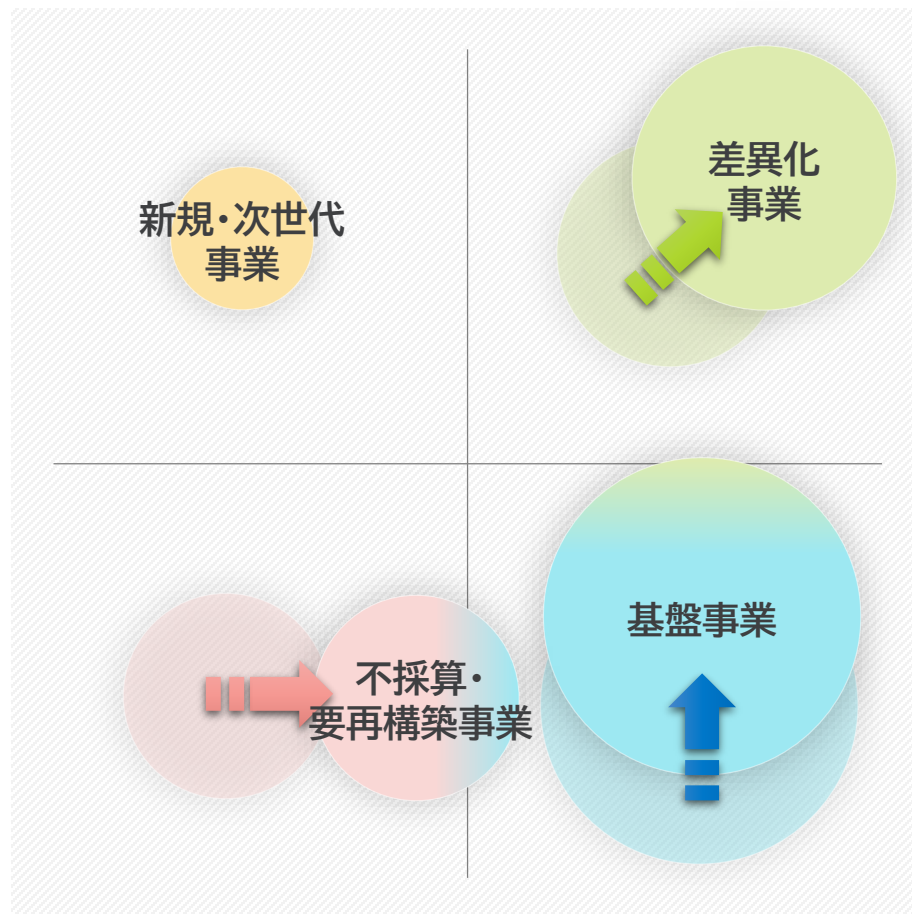 差異化
事業
新規・次世代
事業
基盤事業
不採算・
要再構築事業